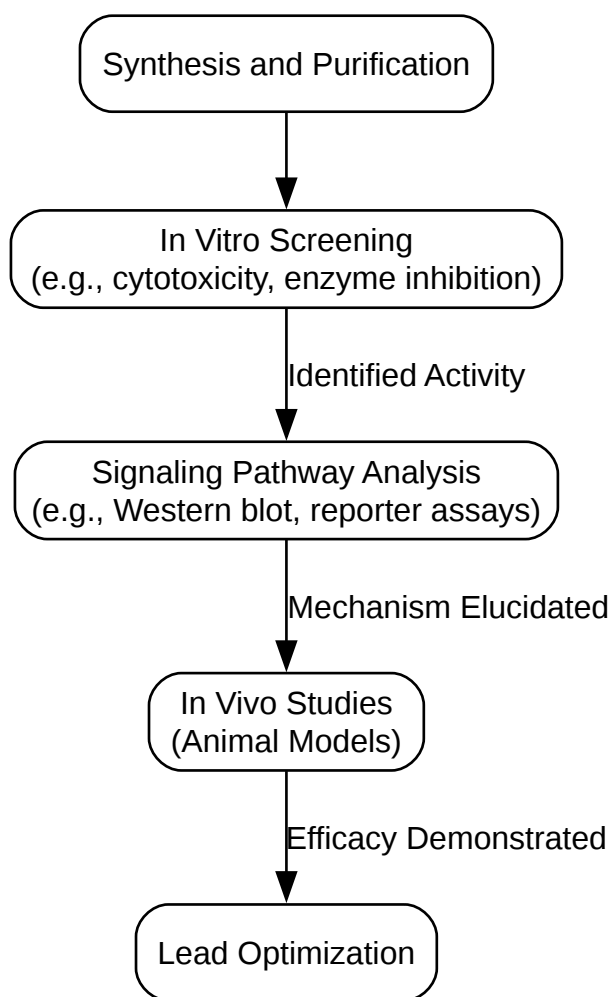 Synthesis and Purification
In Vitro Screening
(e.g., cytotoxicity, enzyme inhibition)
Identified Activity
Signaling Pathway Analysis
(e.g., Western blot, reporter assays)
Mechanism Elucidated
In Vivo Studies
(Animal Models)
Efficacy Demonstrated
Lead Optimization